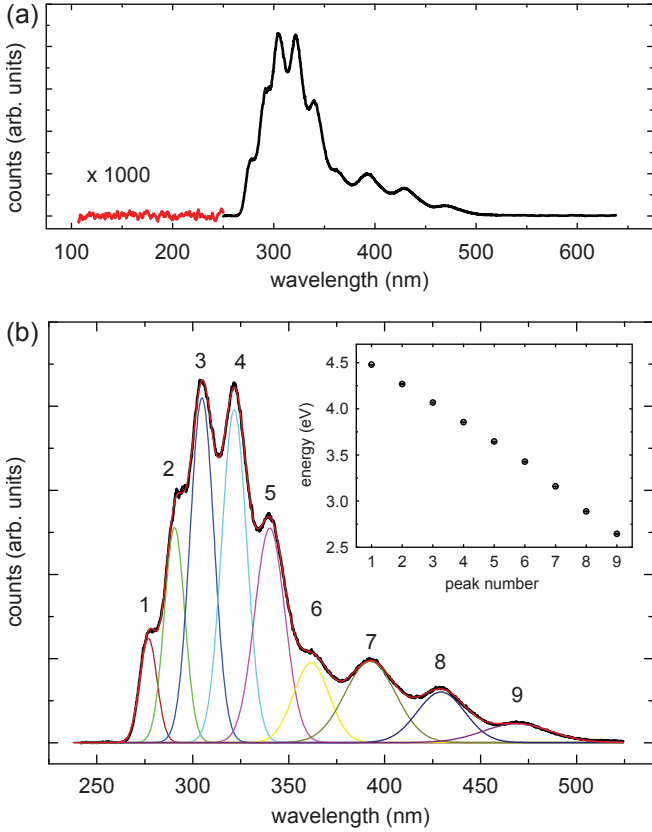 (a)
counts (arb. units)
x 1000
100 200 300 400 500 600
wavelength (nm)
(b)
counts (arb. units)
1 2 3 4 5 6 7 8 9
250 300 350 400 450 500
wavelength (nm)
energy (eV)
4.5
4.0
3.5
3.0
2.5
1 2 3 4 5 6 7 8 9
peak number